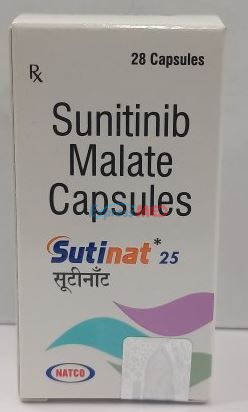 28 Capsules
Rx
Sunitinib
Malate
Capsules
Sutinat* 25
सूटीनॉट
NATCO